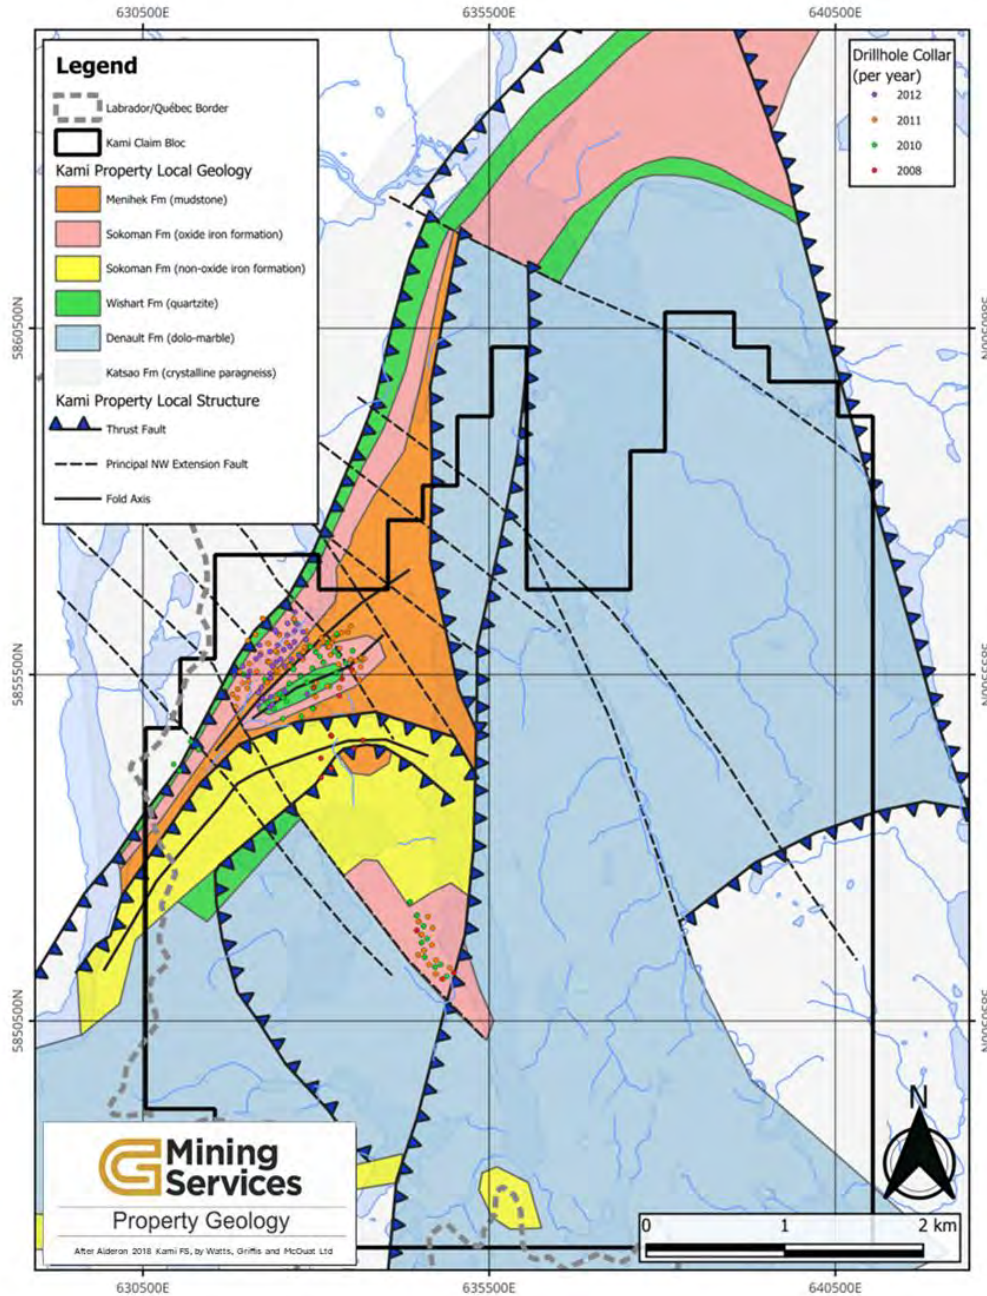 630500E
635500E
640500E
Legend
Labrador/Québec Border
Kami Claim Bloc
Kami Property Local Geology
Menihek Fm (mudstone)
Sokoman Fm (oxide iron formation)
Sokoman Fm (non-oxide iron formation)
Wishart Fm (quartzite)
Denault Fm (dolo-marble)
Katsao Fm (crystalline paragneiss)
Kami Property Local Structure
Thrust Fault
Principal NW Extension Fault
Fold Axis
Drillhole Collar
(per year)
2012
2011
2010
2008
5860500N
5860500N
5855500N
5855500N
5850500N
5850500N
N
G Mining
Services
Property Geology
After Alderon 2018 Kami FS, by Watts, Griffis and McOuat Ltd
0 1 2 km
630500E
635500E
640500E